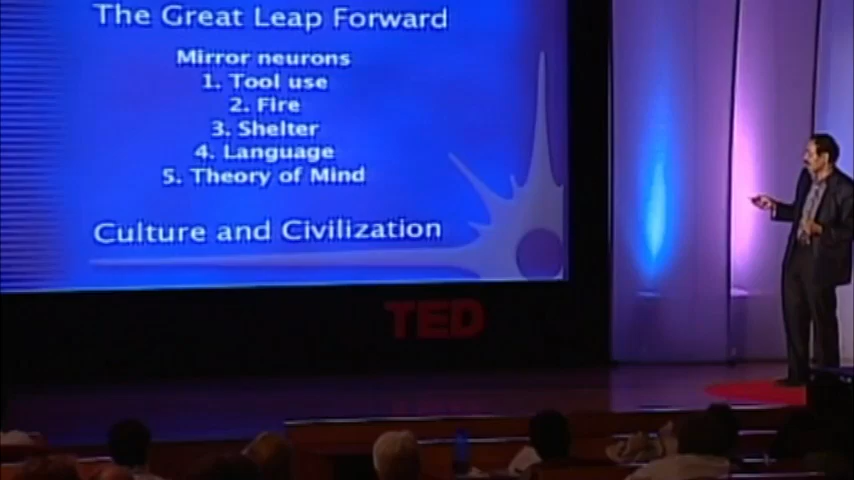 The Great Leap Forward
Mirror neurons
1. Tool use
2. Fire
3. Shelter
4. Language
5. Theory of Mind
Culture and Civilization
TED